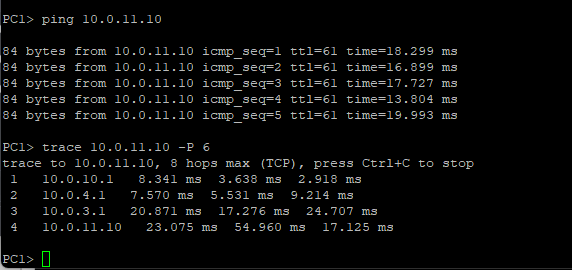 PC1> ping 10.0.11.10
84 bytes from 10.0.11.10 icmp_seq=1 ttl=61 time=18.299 ms
84 bytes from 10.0.11.10 icmp_seq=2 ttl=61 time=16.899 ms
84 bytes from 10.0.11.10 icmp_seq=3 ttl=61 time=17.727 ms
84 bytes from 10.0.11.10 icmp_seq=4 ttl=61 time=13.804 ms
84 bytes from 10.0.11.10 icmp_seq=5 ttl=61 time=19.993 ms
PC1> trace 10.0.11.10 -P 6
trace to 10.0.11.10, 8 hops max (TCP), press Ctrl+C to stop
1 10.0.10.1 8.341 ms 3.638 ms 2.918 ms
2 10.0.4.1 7.570 ms 5.531 ms 9.214 ms
3 10.0.3.1 20.871 ms 17.276 ms 24.707 ms
4 10.0.11.10 23.075 ms 54.960 ms 17.125 ms
PC1>